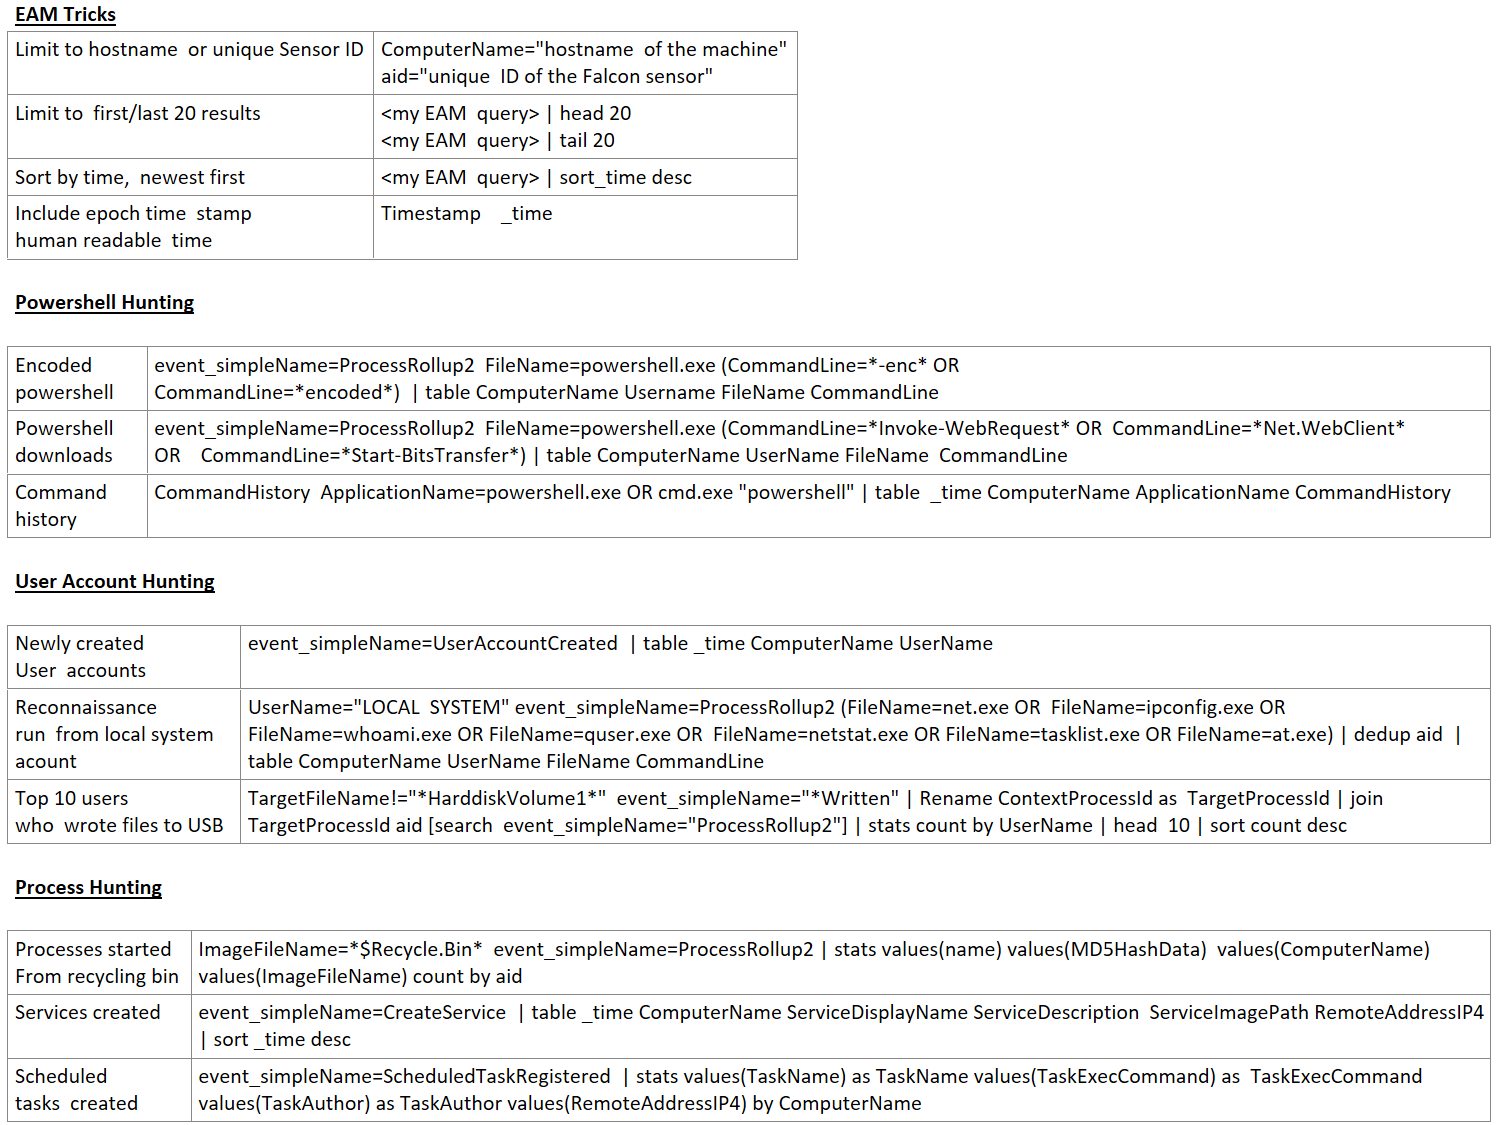 EAM Tricks
Limit to hostname or unique Sensor ID
ComputerName="hostname of the machine"
aid="unique ID of the Falcon sensor"
Limit to first/last 20 results
<my EAM query> | head 20
<my EAM query> | tail 20
Sort by time, newest first
<my EAM query> | sort_time desc
Include epoch time stamp
human readable time
Timestamp _time
Powershell Hunting
Encoded
powershell
event_simpleName=ProcessRollup2 FileName=powershell.exe (CommandLine=*-enc* OR
CommandLine=*encoded*) | table ComputerName Username FileName CommandLine
Powershell
downloads
event_simpleName=ProcessRollup2 FileName=powershell.exe (CommandLine=*Invoke-WebRequest* OR CommandLine=*Net.WebClient*
OR CommandLine=*Start-BitsTransfer*) | table ComputerName UserName FileName CommandLine
Command
history
CommandHistory ApplicationName=powershell.exe OR cmd.exe "powershell" | table _time ComputerName ApplicationName CommandHistory
User Account Hunting
Newly created
User accounts
event_simpleName=UserAccountCreated | table _time ComputerName UserName
Reconnaissance
run from local system
acount
UserName="LOCAL SYSTEM" event_simpleName=ProcessRollup2 (FileName=net.exe OR FileName=ipconfig.exe OR
FileName=whoami.exe OR FileName=quser.exe OR FileName=netstat.exe OR FileName=tasklist.exe OR FileName=at.exe) | dedup aid |
table ComputerName UserName FileName CommandLine
Top 10 users
who wrote files to USB
TargetFileName!="*HarddiskVolume1*" event_simpleName="*Written" | Rename ContextProcessId as TargetProcessId | join
TargetProcessId aid [search event_simpleName="ProcessRollup2"] | stats count by UserName | head 10 | sort count desc
Process Hunting
Processes started
From recycling bin
ImageFileName=*$Recycle.Bin* event_simpleName=ProcessRollup2 | stats values(name) values(MD5HashData) values(ComputerName)
values(ImageFileName) count by aid
Services created
event_simpleName=CreateService | table _time ComputerName ServiceDisplayName ServiceDescription ServiceImagePath RemoteAddressIP4
| sort _time desc
Scheduled
tasks created
event_simpleName=ScheduledTaskRegistered | stats values(TaskName) as TaskName values(TaskExecCommand) as TaskExecCommand
values(TaskAuthor) as TaskAuthor values(RemoteAddressIP4) by ComputerName